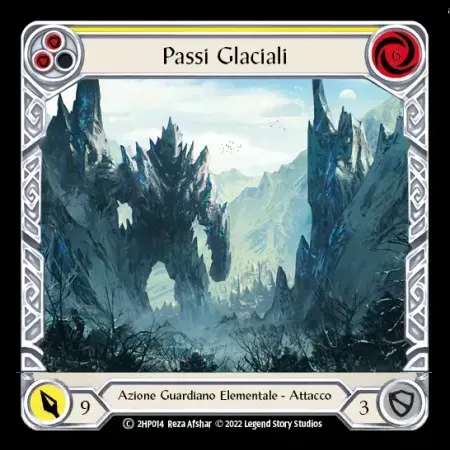 Passi Glaciali
6
Azione Guardiano Elementale - Attacco
9
3
C 2HP014 Reza Afshar © 2022 Legend Story Studios